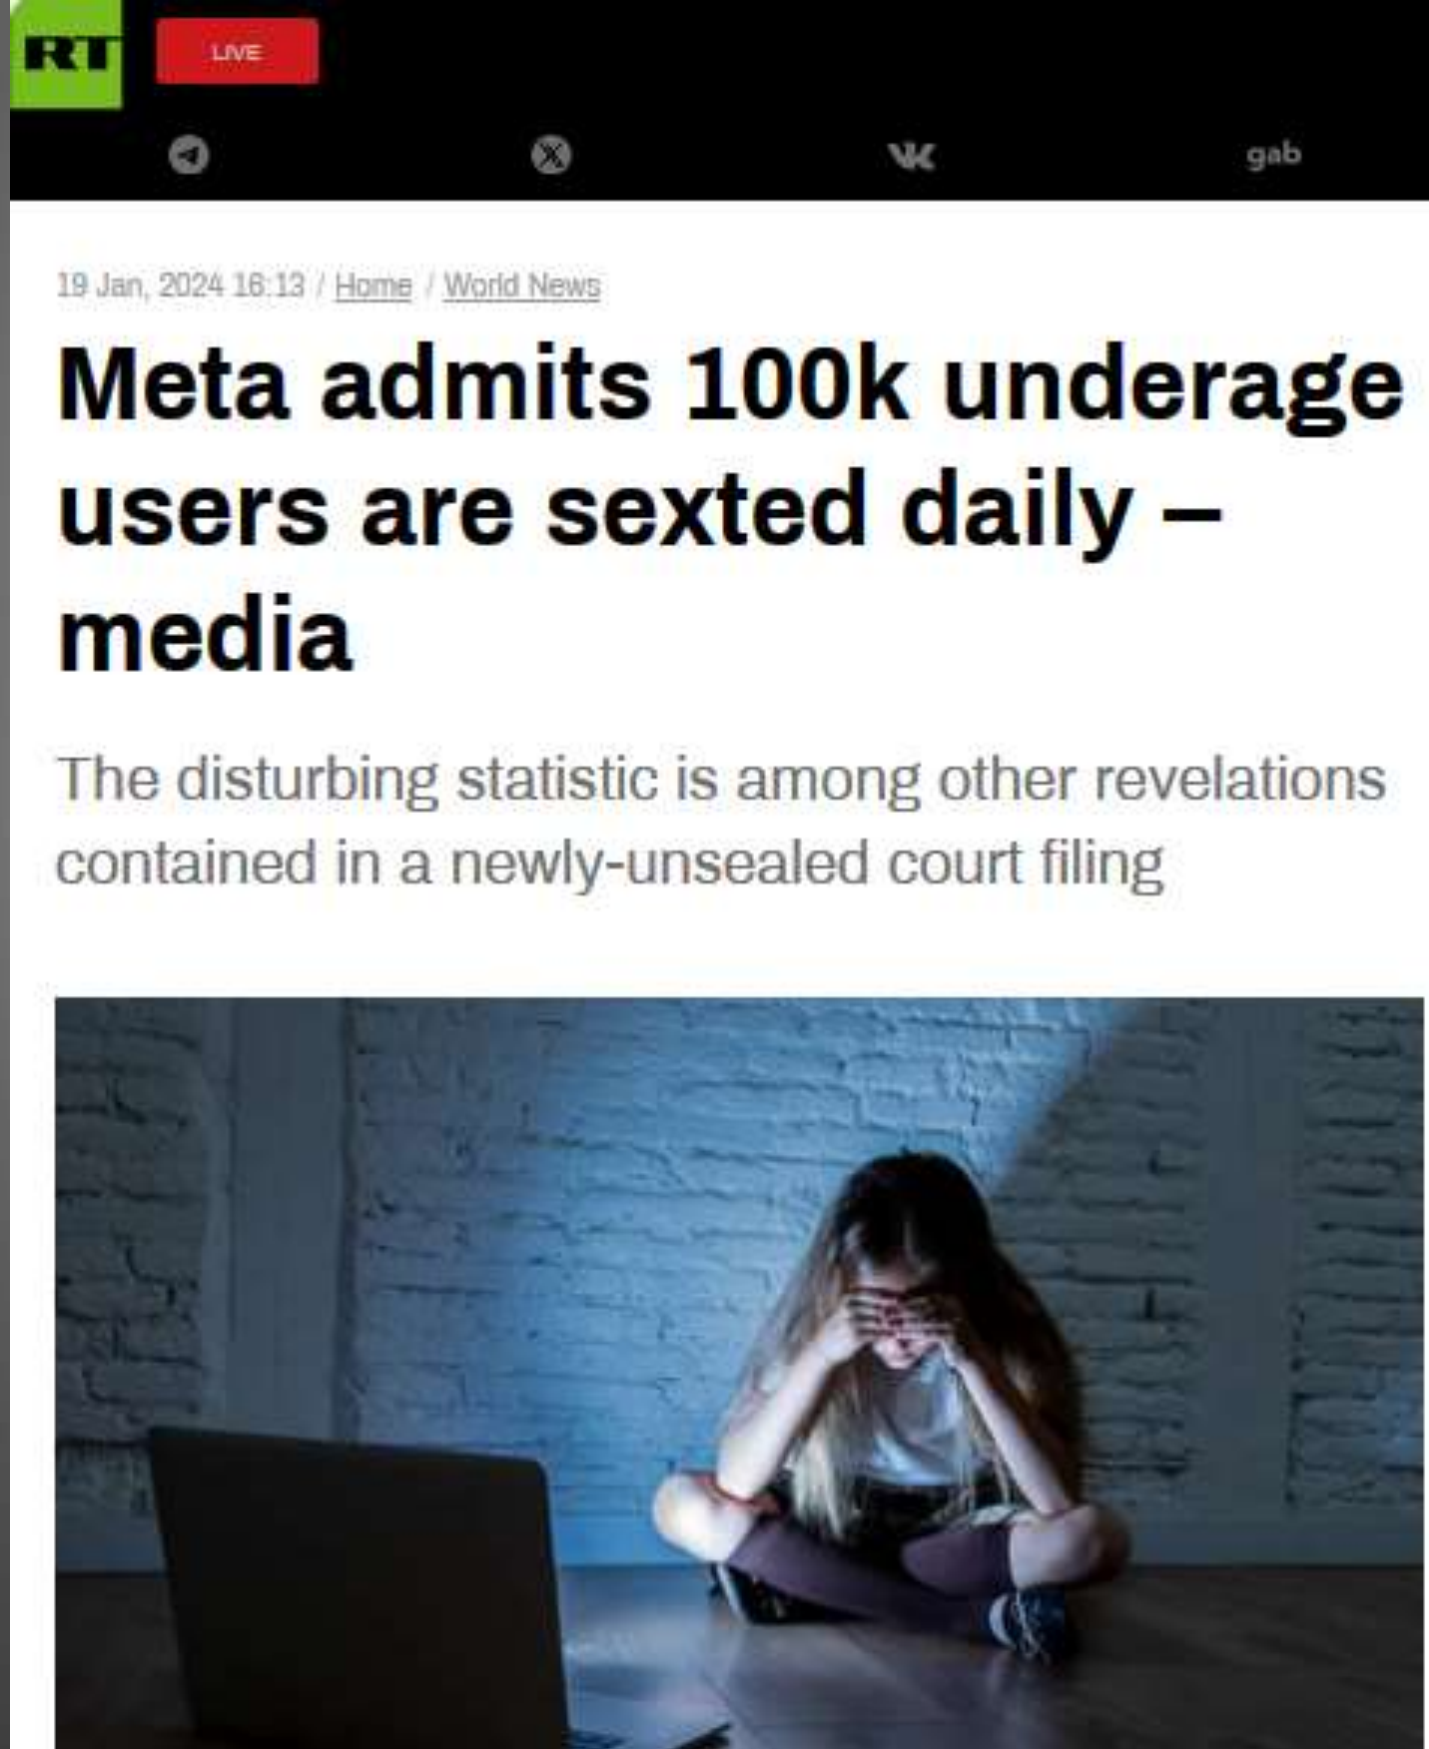 RT
LIVE
gab
19 Jan, 2024 16:13 / Home / World News
Meta admits 100k underage
users are sexted daily –
media
The disturbing statistic is among other revelations
contained in a newly-unsealed court filing